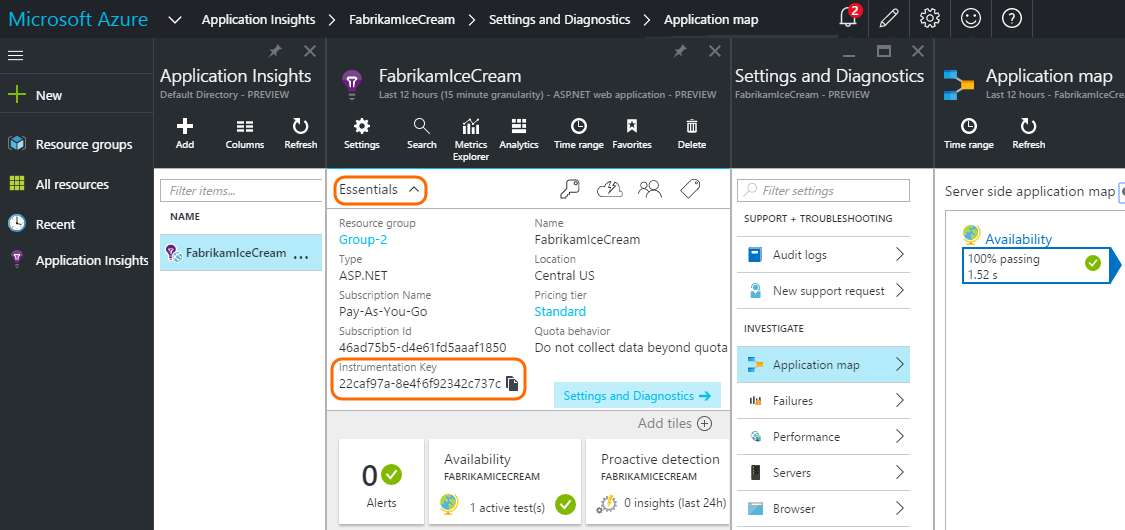 Microsoft Azure
Application Insights
FabrikamIceCream
Settings and Diagnostics
Application map
2
New
Resource groups
All resources
Recent
Application Insights
Application Insights
Default Directory - PREVIEW
Add
Columns
Refresh
Filter items...
NAME
FabrikamIceCream ...
FabrikamIceCream
Last 12 hours (15 minute granularity) - ASP.NET web application - PREVIEW
Settings
Search
Metrics
Explorer
Analytics
Time range
Favorites
Delete
Essentials
Resource group
Group-2
Type
ASP.NET
Subscription Name
Pay-As-You-Go
Subscription Id
46ad75b5-d4e61fd5aaaf1850
Instrumentation Key
22caf97a-8e4f6f92342c737c
Name
FabrikamIceCream
Location
Central US
Pricing tier
Standard
Quota behavior
Do not collect data beyond quota
Settings and Diagnostics
Add tiles
0
Alerts
Availability
FABRIKAMICECREAM
1 active test(s)
Proactive detection
FABRIKAMICECREAM
0 insights (last 24h)
Settings and Diagnostics
FabrikamIceCream - PREVIEW
Filter settings
SUPPORT + TROUBLESHOOTING
Audit logs
New support request
INVESTIGATE
Application map
Failures
Performance
Servers
Browser
Application map
Last 12 hours - FabrikamIceCream
Time range
Refresh
Server side application map
Availability
100% passing
1.52 s